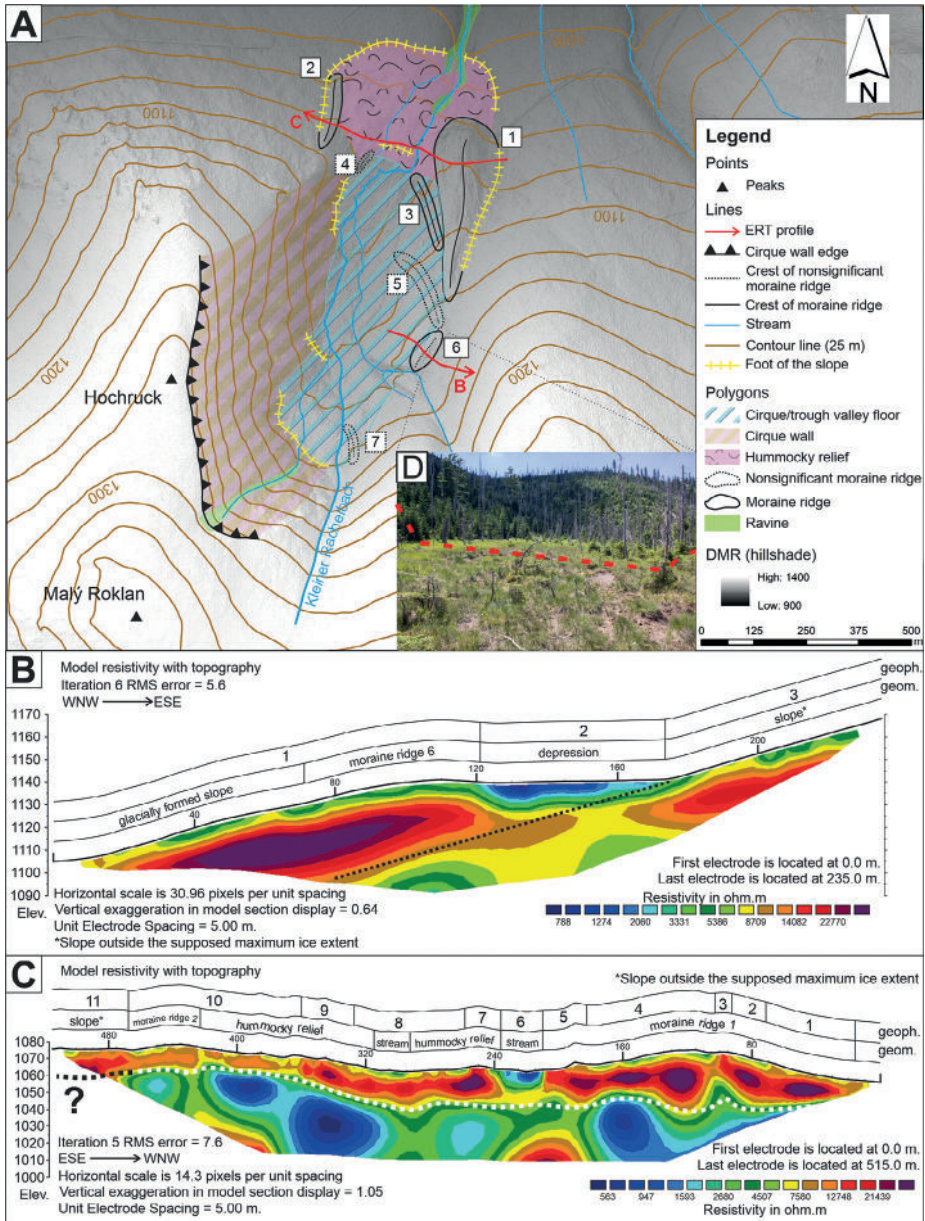 A
N
2
C
1
4
3
5
6
B
7
D
1000
1100
1100
1100
1200
1200
1300
Hochruck
Malý Roklan
Kleiner Rachelbach
Legend
Points
Peaks
Lines
ERT profile
Cirque wall edge
Crest of nonsignificant
moraine ridge
Crest of moraine ridge
Stream
Contour line (25 m)
Foot of the slope
Polygons
Cirque/trough valley floor
Cirque wall
Hummocky relief
Nonsignificant moraine ridge
Moraine ridge
Ravine
DMR (hillshade)
High: 1400
Low: 900
0 125 250 375 500
m
B
Model resistivity with topography
Iteration 6 RMS error = 5.6
WNW ESE
geoph.
geom.
1 2 3
glacially formed slope moraine ridge 6 depression slope*
1170
1160
1150
1140
1130
1120
1110
1100
1090
Elev.
40 80 120 160 200
First electrode is located at 0.0 m.
Last electrode is located at 235.0 m.
Horizontal scale is 30.96 pixels per unit spacing
Vertical exaggeration in model section display = 0.64
Unit Electrode Spacing = 5.00 m.
*Slope outside the supposed maximum ice extent
Resistivity in ohm.m
788 1274 2060 3331 5386 8709 14082 22770
C
Model resistivity with topography
*Slope outside the supposed maximum ice extent
11 10 9 8 7 6 5 4 3 2 1 geoph.
slope* moraine ridge 2 hummocky relief stream hummocky relief stream moraine ridge 1 geom.
480 400 320 240 160 80
1080
1070
1060
1050
1040
1030
1020
1010
1000
Elev.
?
Iteration 5 RMS error = 7.6
ESE WNW
Horizontal scale is 14.3 pixels per unit spacing
Vertical exaggeration in model section display = 1.05
Unit Electrode Spacing = 5.00 m.
First electrode is located at 0.0 m.
Last electrode is located at 515.0 m.
563 947 1593 2680 4507 7580 12748 21439
Resistivity in ohm.m